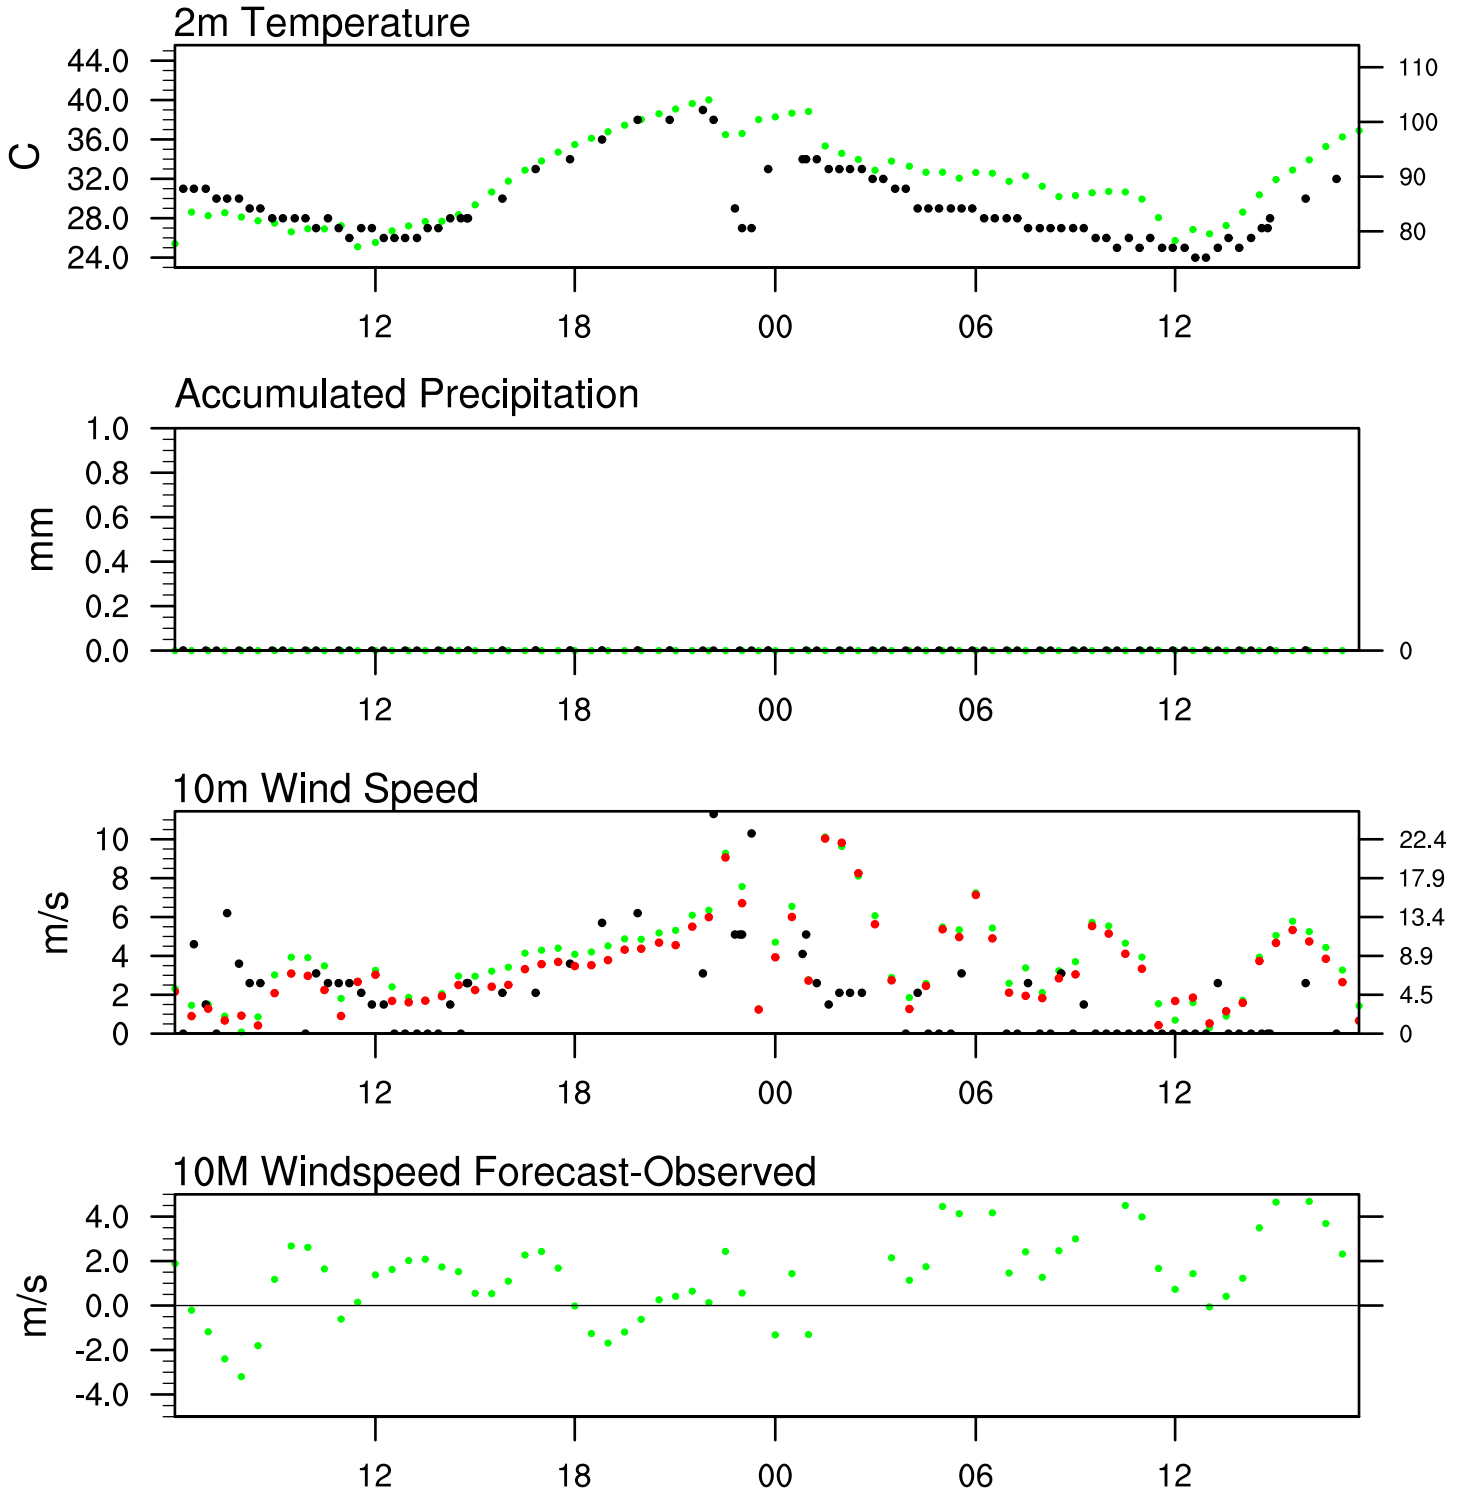 2m Temperature
44.0
40.0
36.0
32.0
28.0
24.0
C
110
100
90
80
12 18 00 06 12
Accumulated Precipitation
1.0
0.8
0.6
0.4
0.2
0.0
mm
0
12 18 00 06 12
10m Wind Speed
10
8
6
4
2
0
m/s
22.4
17.9
13.4
8.9
4.5
0
12 18 00 06 12
10M Windspeed Forecast-Observed
4.0
2.0
0.0
-2.0
-4.0
m/s
12 18 00 06 12